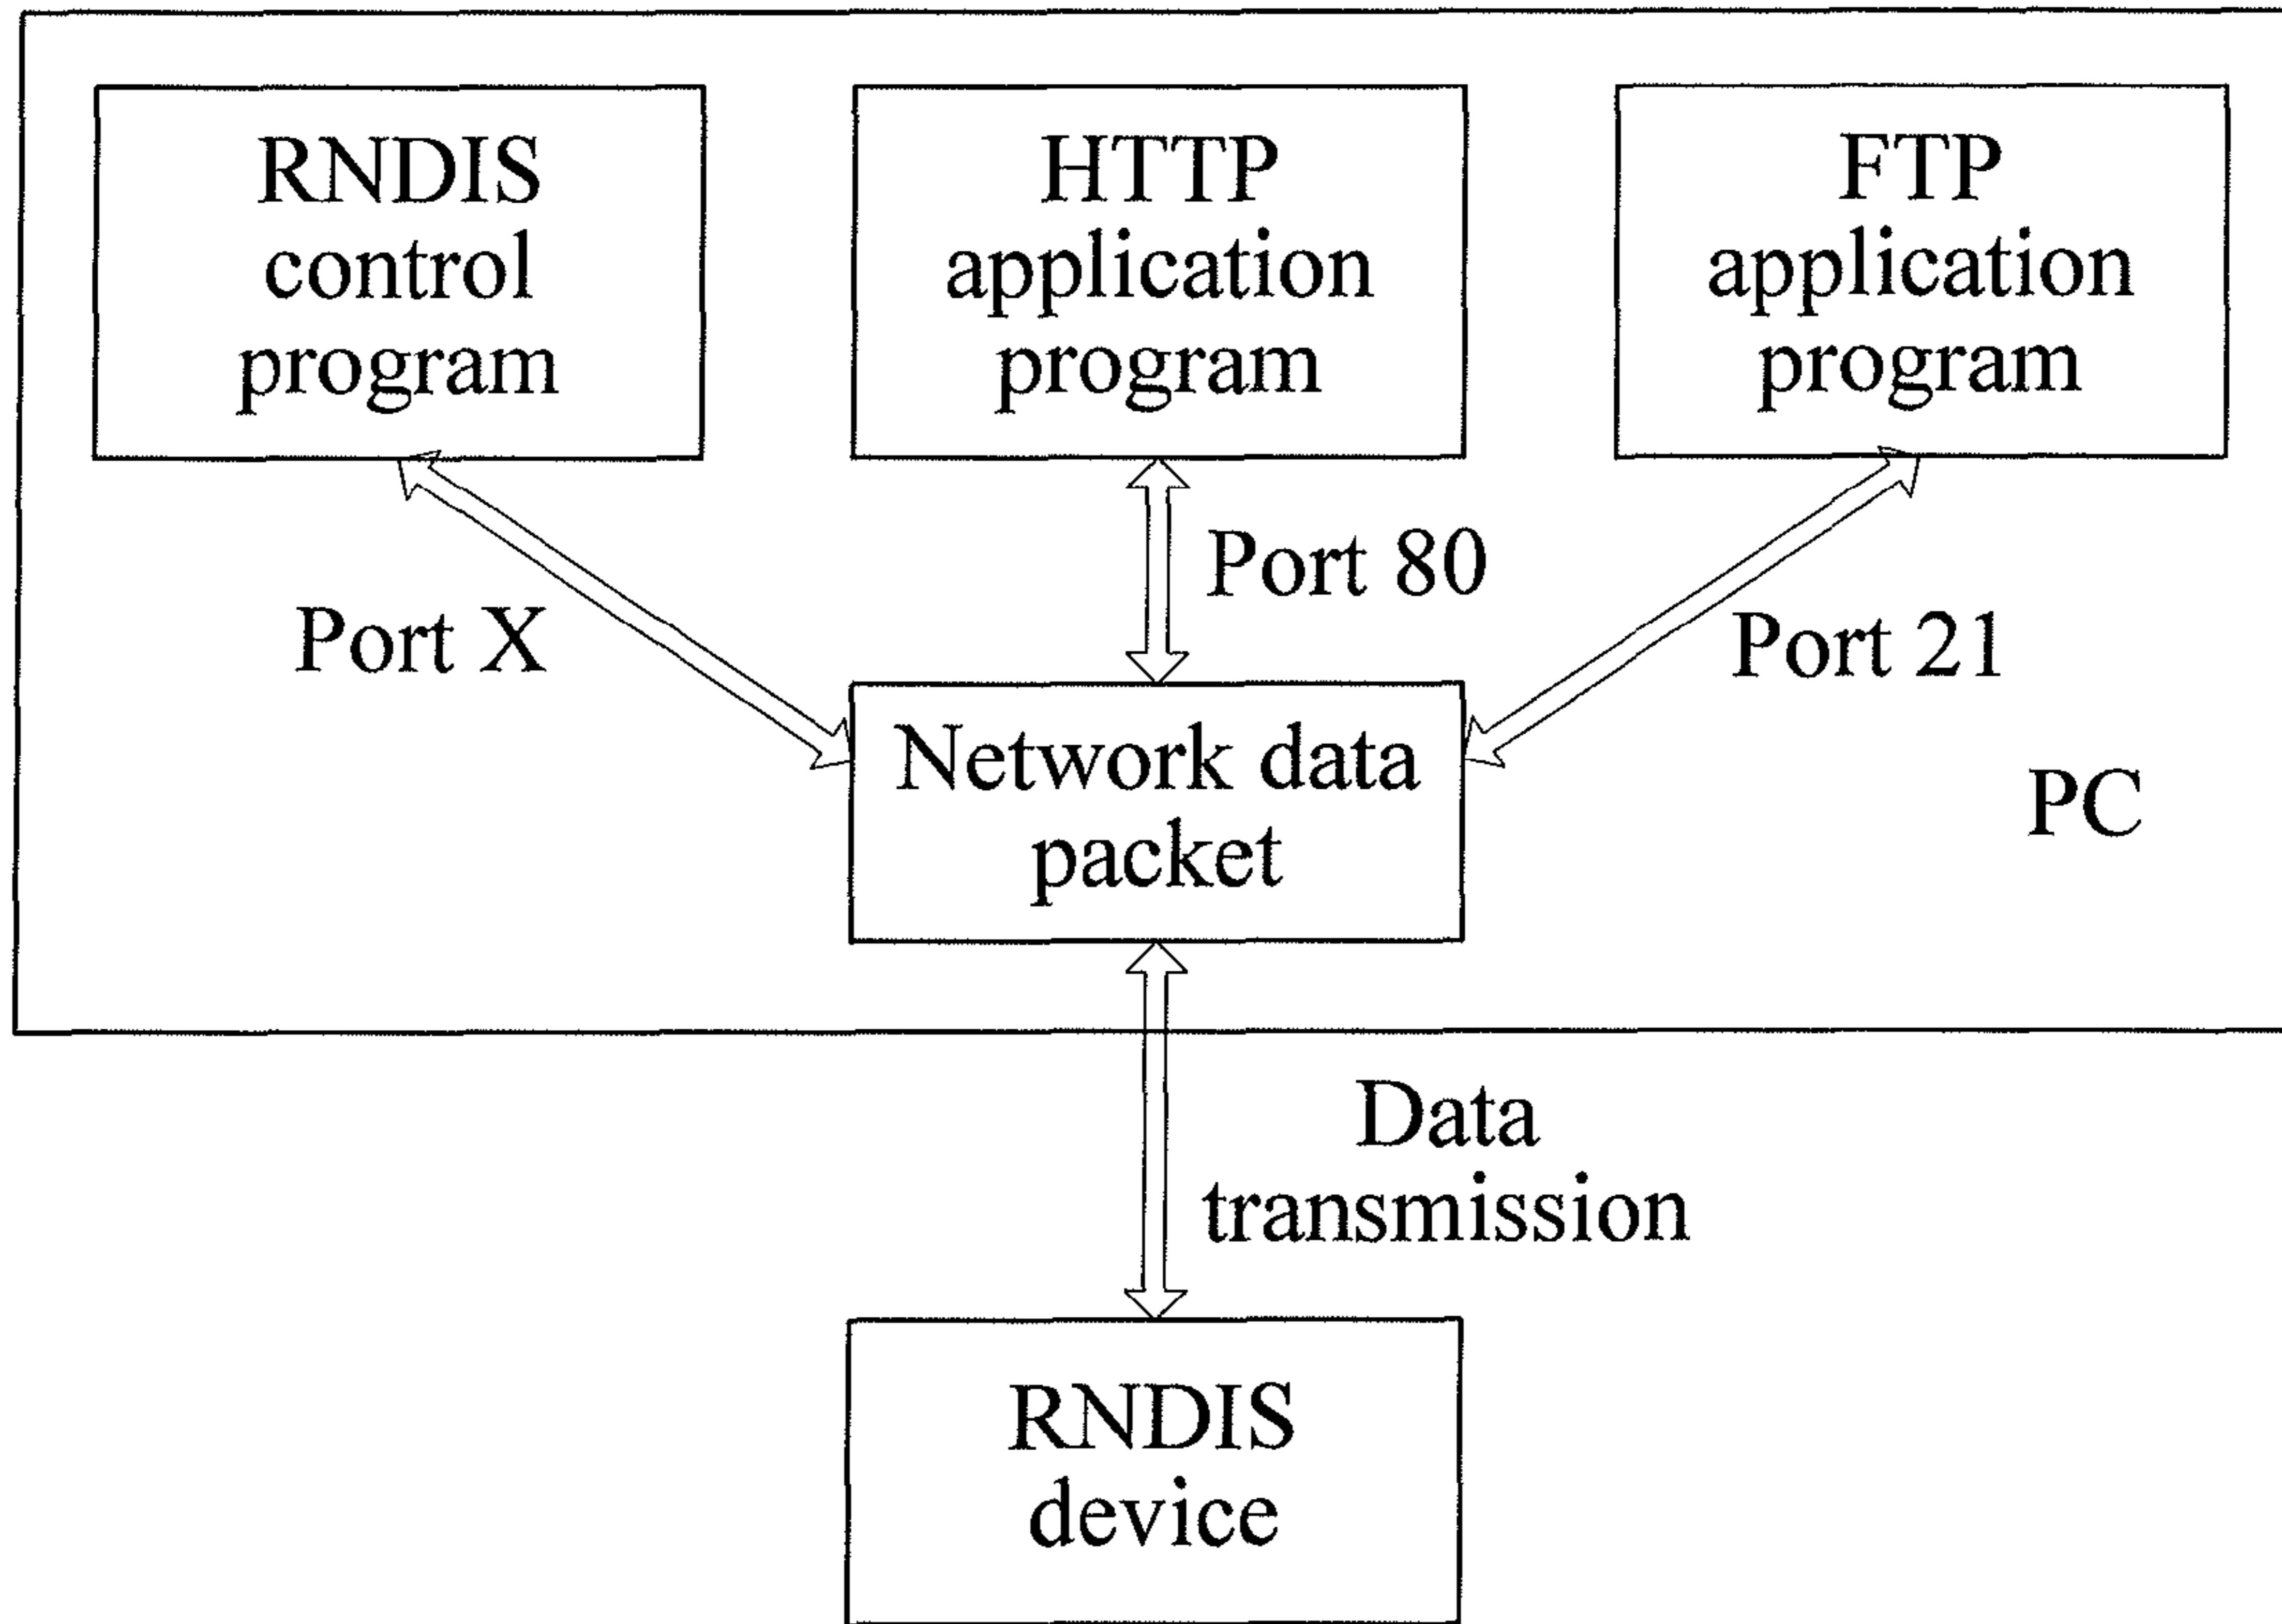 RNDIS
control
program
HTTP
application
program
FTP
application
program
Port X
Port 80
Port 21
Network data
packet
PC
Data
transmission
RNDIS
device